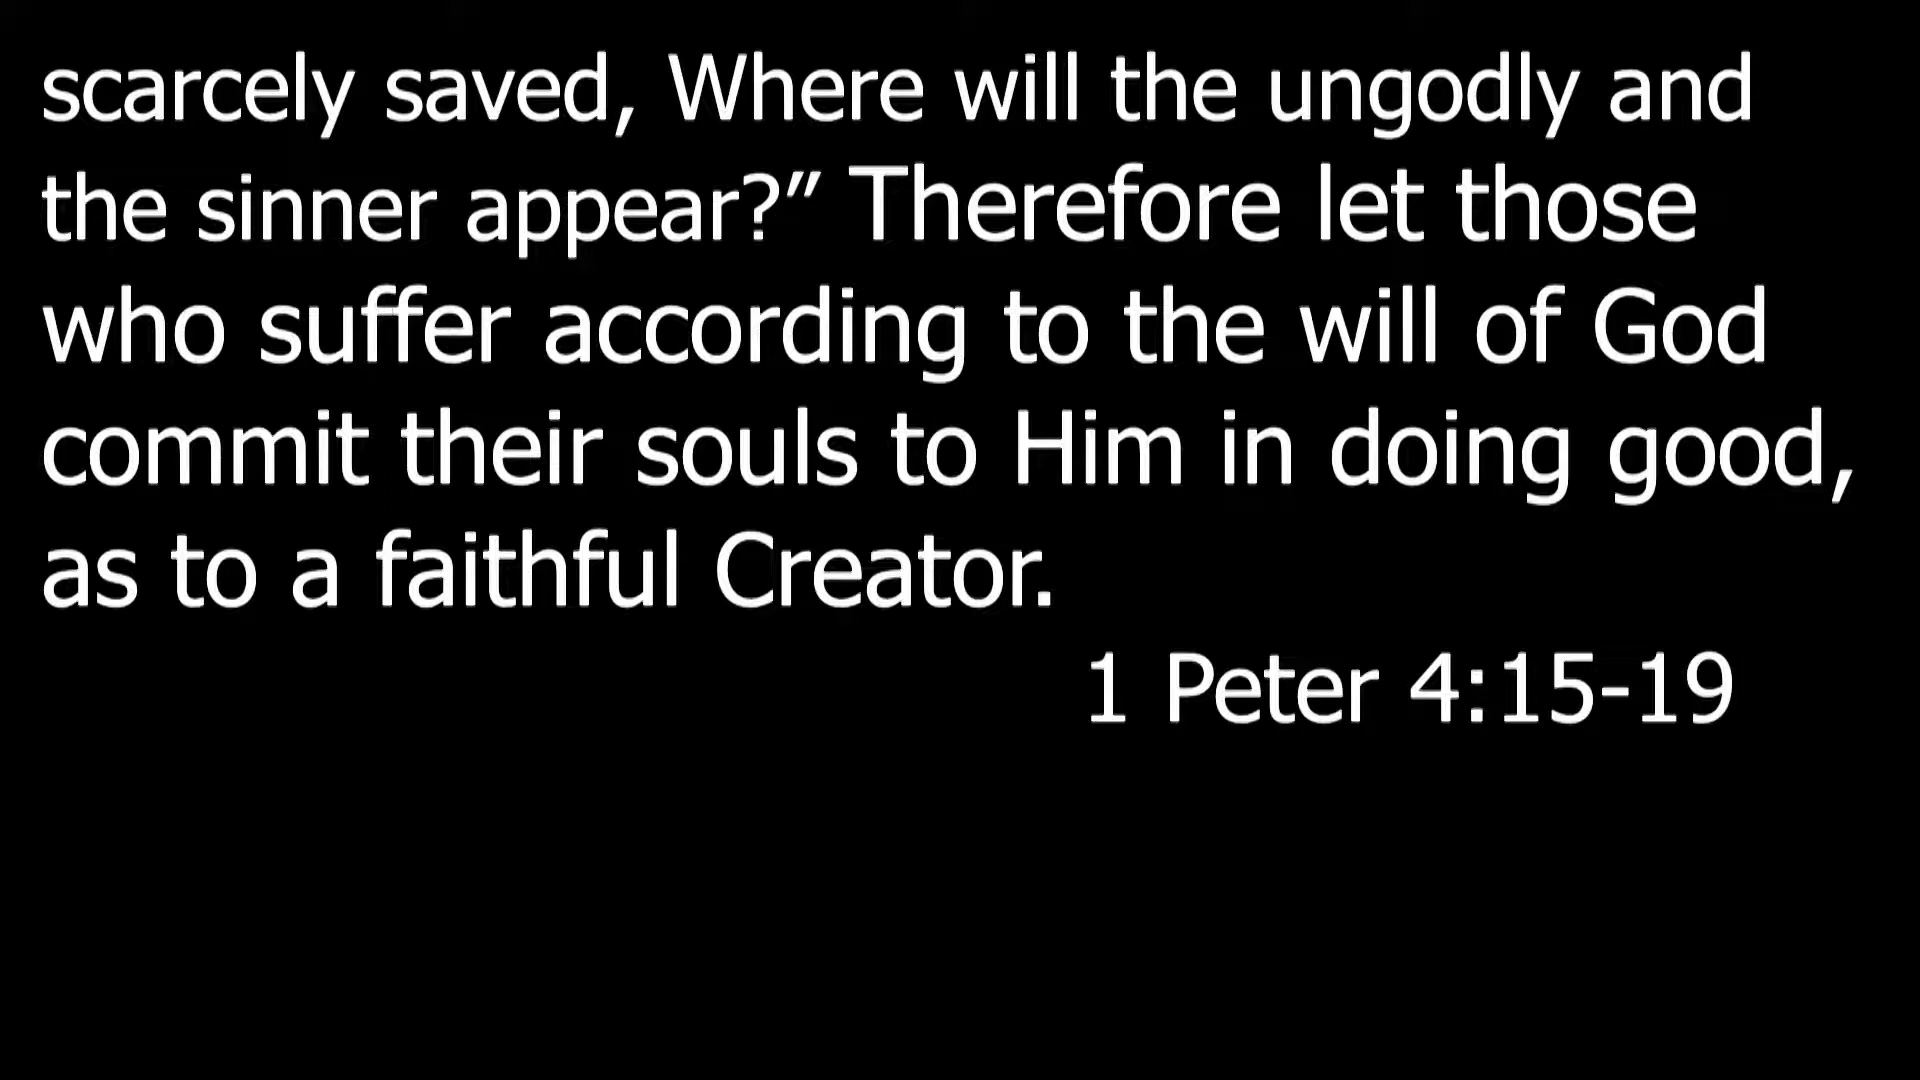 scarcely saved, Where will the ungodly and
the sinner appear?” Therefore let those
who suffer according to the will of God
commit their souls to Him in doing good,
as to a faithful Creator.
1 Peter 4:15-19